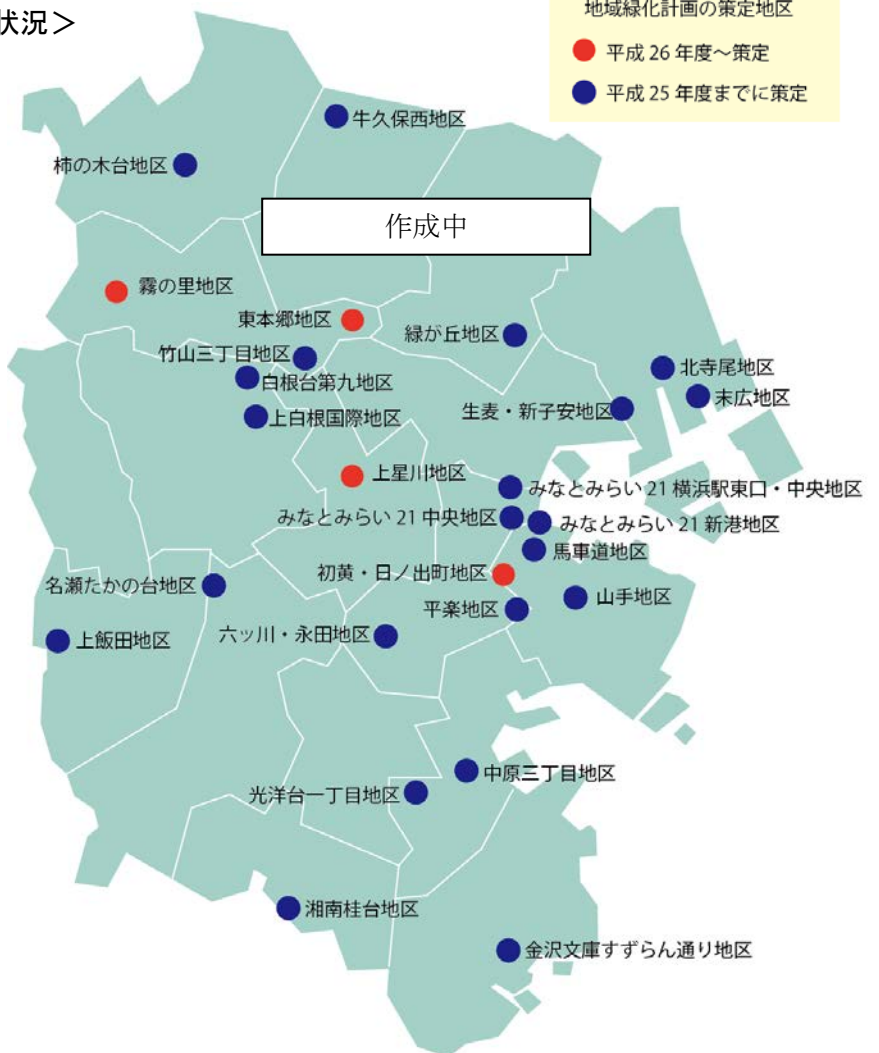 状況＞
地域緑化計画の策定地区
平成 26 年度～策定
平成 25 年度までに策定
牛久保西地区
柿の木台地区
作成中
霧の里地区
東本郷地区
緑が丘地区
竹山三丁目地区
白根台第九地区
北寺尾地区
末広地区
生麦・新子安地区
上白根国際地区
上星川地区
みなとみらい 21 横浜駅東口・中央地区
みなとみらい 21 中央地区
みなとみらい 21 新港地区
馬車道地区
初黄・日ノ出町地区
名瀬たかの台地区
山手地区
平楽地区
六ッ川・永田地区
上飯田地区
中原三丁目地区
光洋台一丁目地区
湘南桂台地区
金沢文庫すずらん通り地区